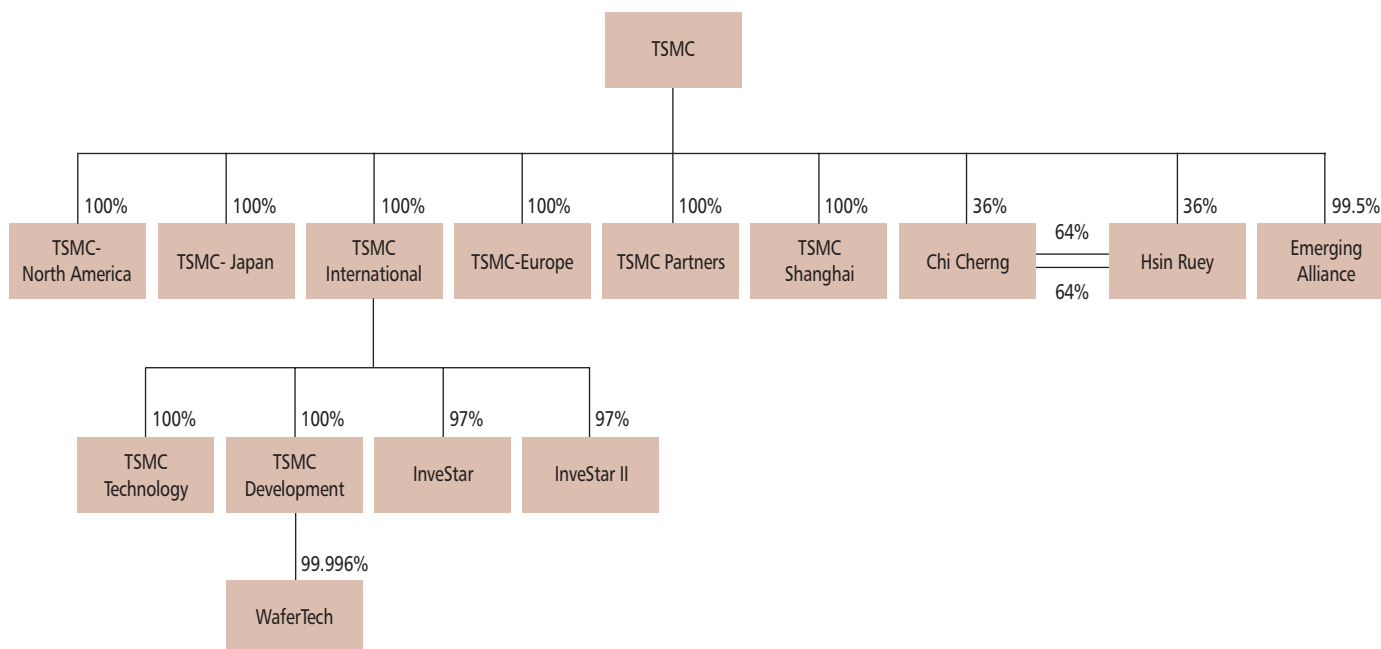 TSMC
100%
100%
100%
100%
100%
100%
36%
36%
99.5%
TSMC-
North America
TSMC- Japan
TSMC
International
TSMC-Europe
TSMC Partners
TSMC
Shanghai
Chi Cherng
64%
64%
Hsin Ruey
Emerging
Alliance
100%
100%
97%
97%
TSMC
Technology
TSMC
Development
InveStar
InveStar II
99.996%
WaferTech